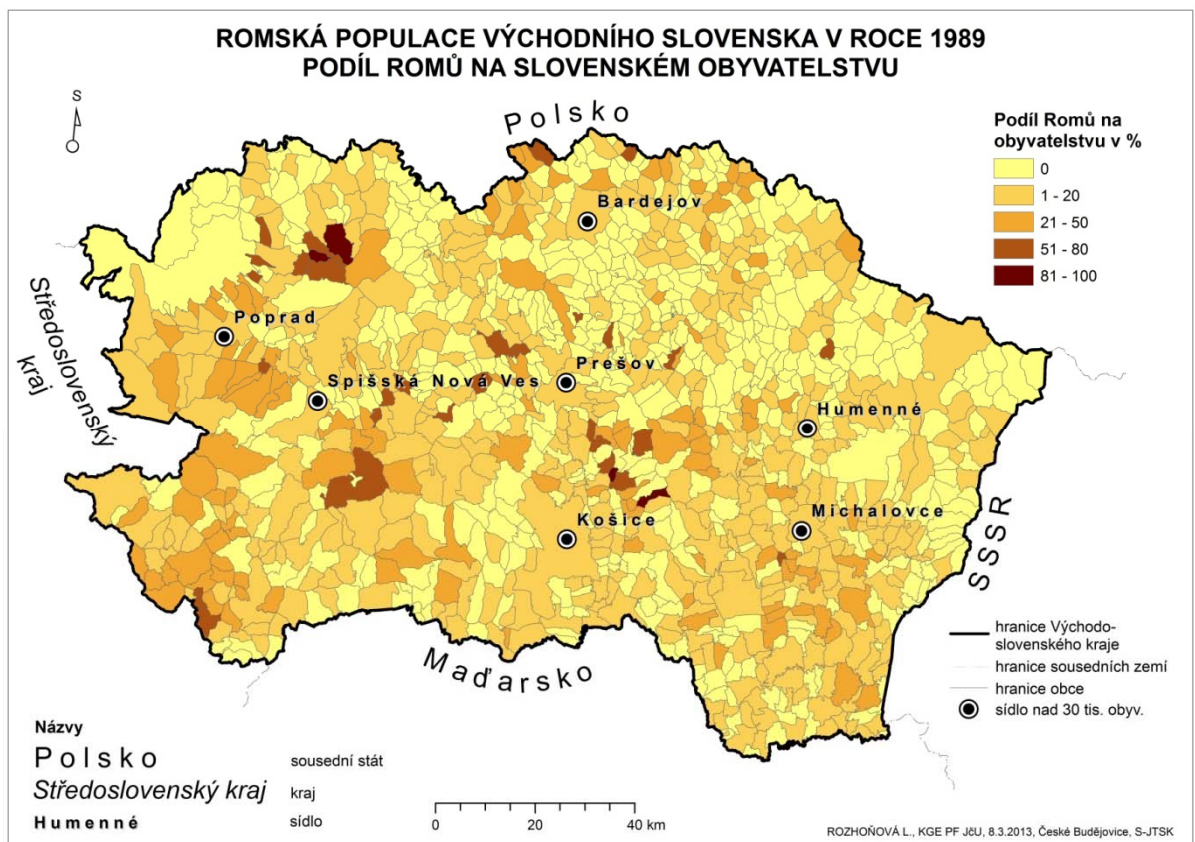 ROMSKÁ POPULACE VÝCHODNÍHO SLOVENSKA V ROCE 1989
PODÍL ROMŮ NA SLOVENSKÉM OBYVATELSTVU
S
Polsko
Podíl Romů na
obyvatelstvu v %
0
1 - 20
21 - 50
51 - 80
81 - 100
Bardejov
Středoslovenský
kraj
Poprad
Prešov
Spišská Nová Ves
Humenné
Michalovce
Košice
SSSR
Maďarsko
hranice Východo-
slovenského kraje
hranice sousedních zemí
hranice obce
sídlo nad 30 tis. obyv.
Názvy
Polsko sousední stát
Středoslovenský kraj kraj
Humenné sídlo
0 20 40 km
ROZHOŇOVÁ L., KGE PF JčU, 8.3.2013, České Budějovice, S-JTSK